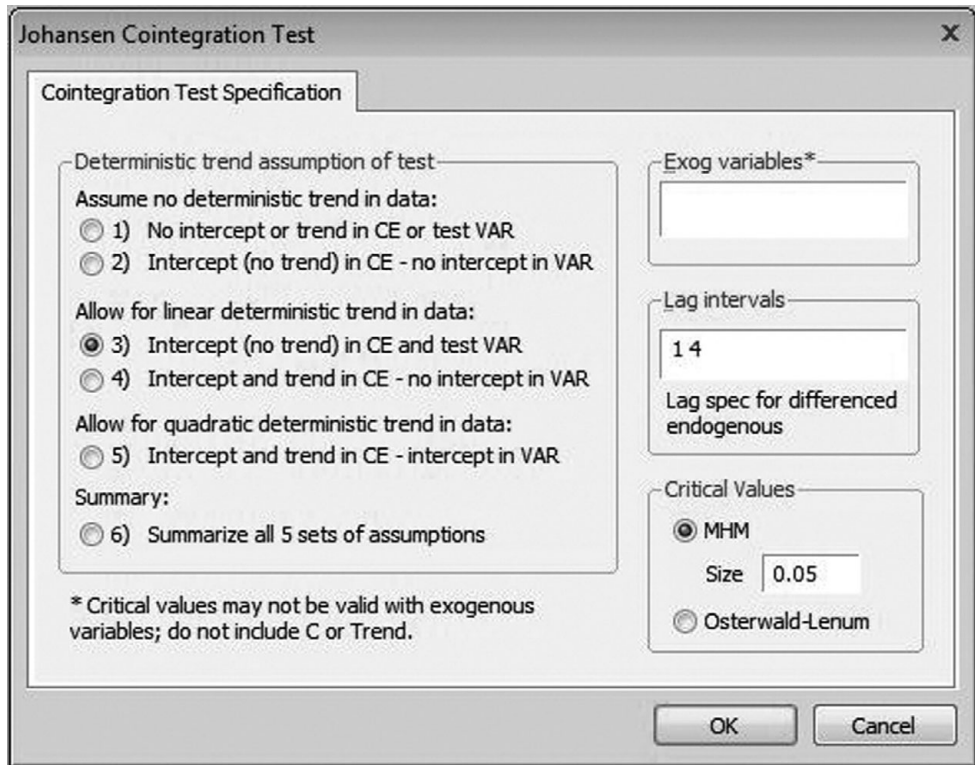 Johansen Cointegration Test
X
Cointegration Test Specification
Deterministic trend assumption of test
Assume no deterministic trend in data:
1) No intercept or trend in CE or test VAR
2) Intercept (no trend) in CE - no intercept in VAR
Allow for linear deterministic trend in data:
3) Intercept (no trend) in CE and test VAR
4) Intercept and trend in CE - no intercept in VAR
Allow for quadratic deterministic trend in data:
5) Intercept and trend in CE - intercept in VAR
Summary:
6) Summarize all 5 sets of assumptions
* Critical values may not be valid with exogenous
variables; do not include C or Trend.
Exog variables*
Lag intervals
1 4
Lag spec for differenced
endogenous
Critical Values
MHM
Size 0.05
Osterwald-Lenum
OK
Cancel